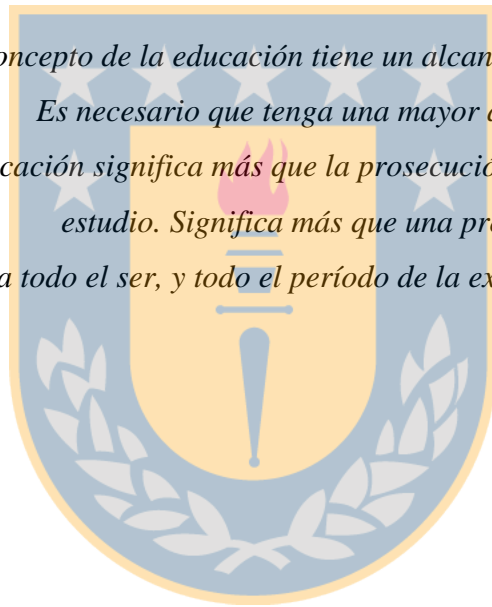 oncepto de la educación tiene un alcan
Es necesario que tenga una mayor
cación significa más que la prosecució
estudio. Significa más que una pr
a todo el ser, y todo el período de la ex